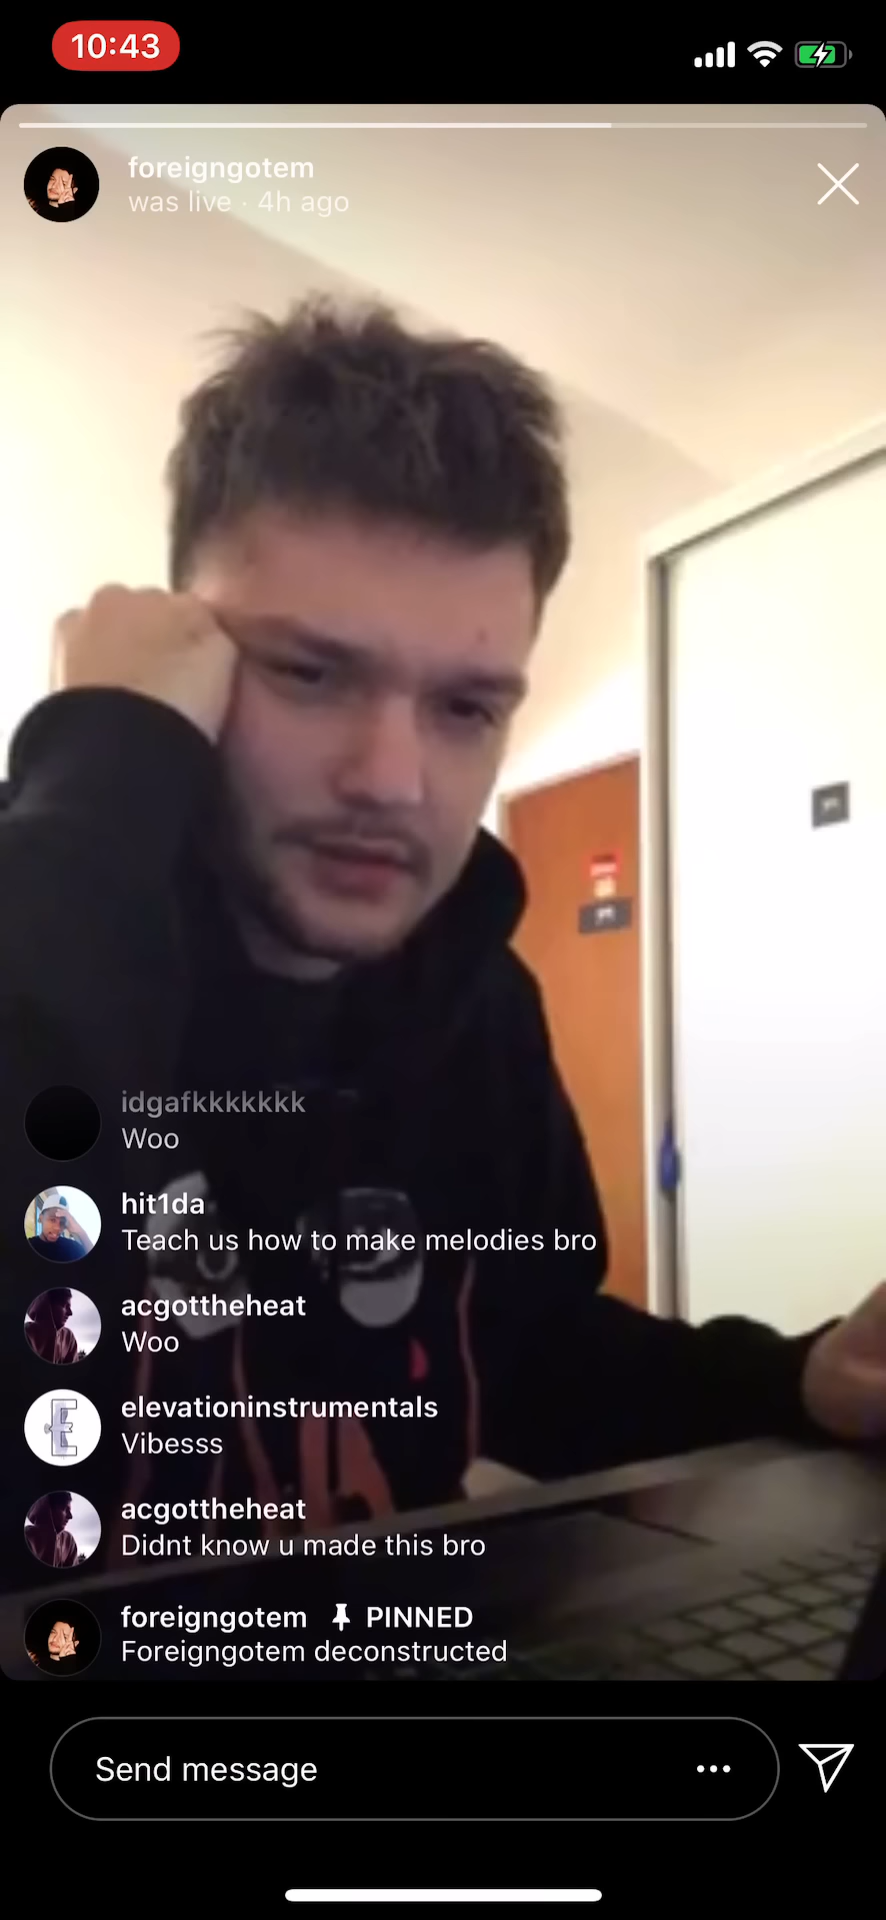 10:43
foreigngotem
was live · 4h ago
idgafkkkkkkk
Woo
hit1da
Teach us how to make melodies bro
acgottheheat
Woo
elevationinstrumentals
Vibesss
acgottheheat
Didnt know u made this bro
foreigngotem PINNED
Foreigngotem deconstructed
Send message